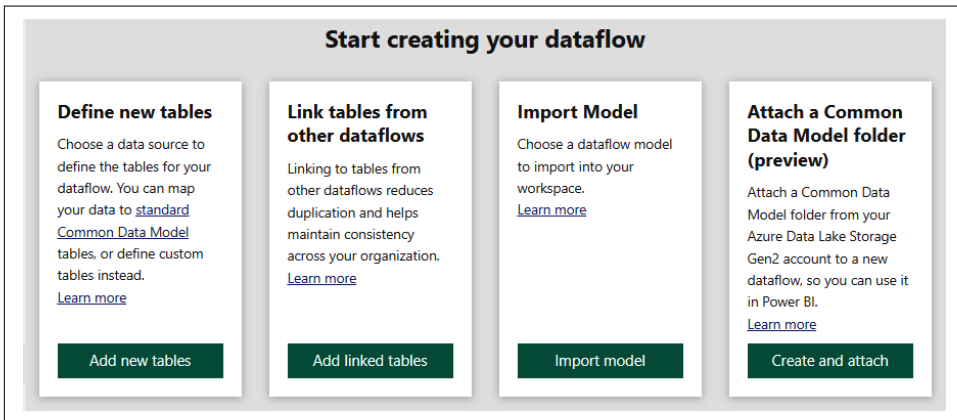 Start creating your dataflow
Define new tables
Choose a data source to
define the tables for your
dataflow. You can map
your data to standard
Common Data Model
tables, or define custom
tables instead.
Learn more
Add new tables
Link tables from
other dataflows
Linking to tables from
other dataflows reduces
duplication and helps
maintain consistency
across your organization.
Learn more
Add linked tables
Import Model
Choose a dataflow model
to import into your
workspace.
Learn more
Import model
Attach a Common
Data Model folder
(preview)
Attach a Common Data
Model folder from your
Azure Data Lake Storage
Gen2 account to a new
dataflow, so you can use it
in Power BI.
Learn more
Create and attach